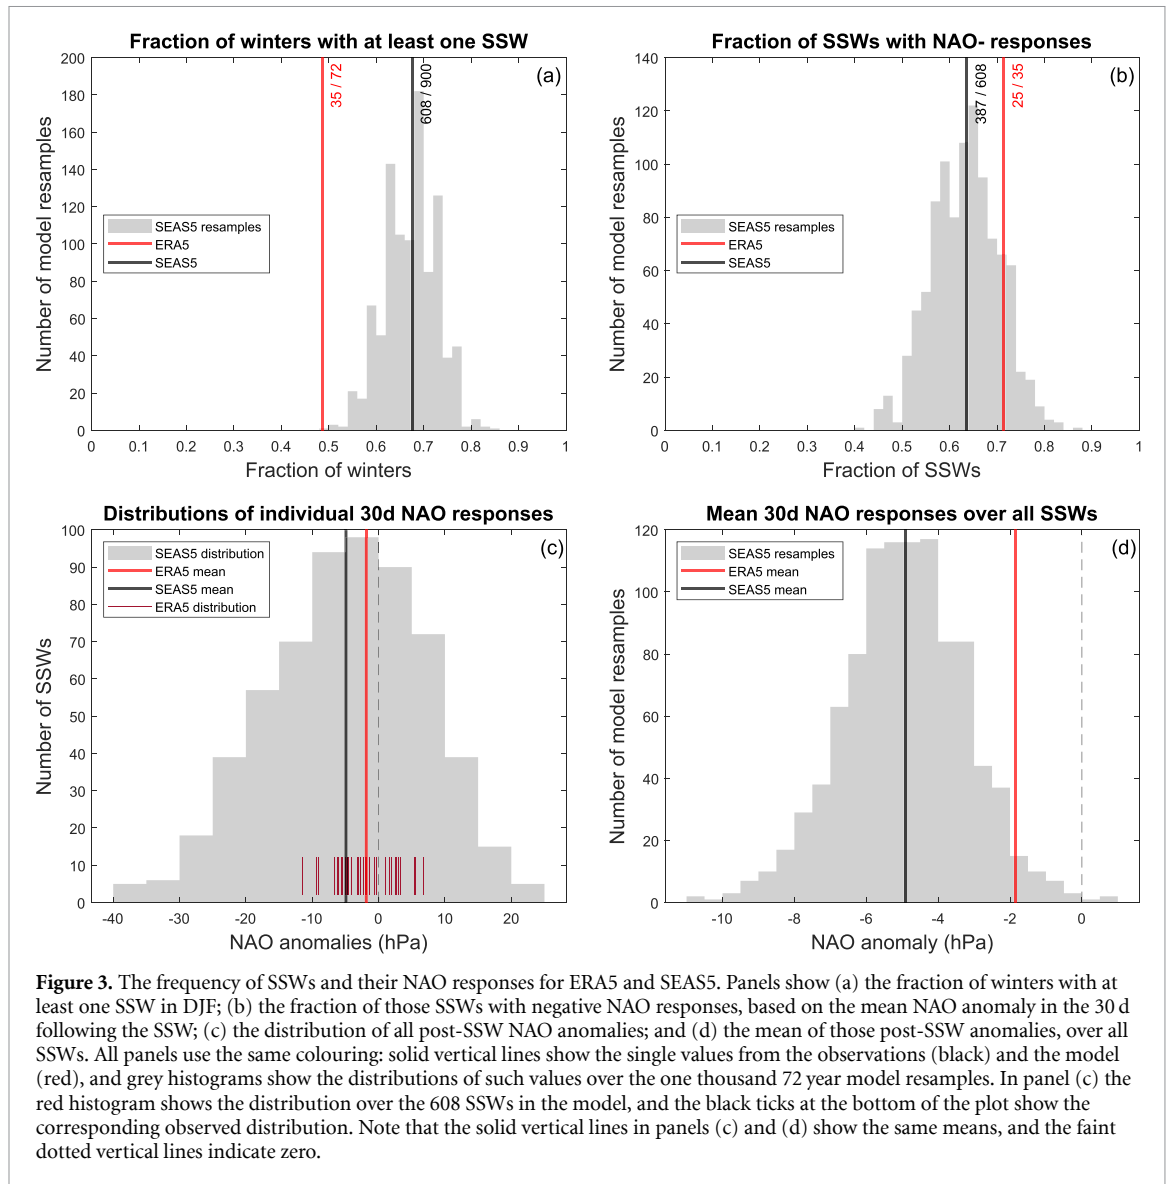 Fraction of winters with at least one SSW
(a)
35 / 72
608 / 900
200
180
160
140
120
100
80
60
40
20
0
Number of model resamples
SEAS5 resamples
ERA5
SEAS5
0 0.1 0.2 0.3 0.4 0.5 0.6 0.7 0.8 0.9 1
Fraction of winters
Fraction of SSWs with NAO- responses
(b)
387 / 608
25 / 35
140
120
100
80
60
40
20
0
Number of model resamples
SEAS5 resamples
ERA5
SEAS5
0 0.1 0.2 0.3 0.4 0.5 0.6 0.7 0.8 0.9 1
Fraction of SSWs
Distributions of individual 30d NAO responses
(c)
100
90
80
70
60
50
40
30
20
10
0
Number of SSWs
SEAS5 distribution
ERA5 mean
SEAS5 mean
ERA5 distribution
-40 -30 -20 -10 0 10 20
NAO anomalies (hPa)
Mean 30d NAO responses over all SSWs
(d)
120
100
80
60
40
20
0
Number of model resamples
SEAS5 resamples
ERA5 mean
SEAS5 mean
-10 -8 -6 -4 -2 0
NAO anomaly (hPa)
Figure 3. The frequency of SSWs and their NAO responses for ERA5 and SEAS5. Panels show (a) the fraction of winters with at
least one SSW in DJF; (b) the fraction of those SSWs with negative NAO responses, based on the mean NAO anomaly in the 30 d
following the SSW; (c) the distribution of all post-SSW NAO anomalies; and (d) the mean of those post-SSW anomalies, over all
SSWs. All panels use the same colouring: solid vertical lines show the single values from the observations (black) and the model
(red), and grey histograms show the distributions of such values over the one thousand 72 year model resamples. In panel (c) the
red histogram shows the distribution over the 608 SSWs in the model, and the black ticks at the bottom of the plot show the
corresponding observed distribution. Note that the solid vertical lines in panels (c) and (d) show the same means, and the faint
dotted vertical lines indicate zero.